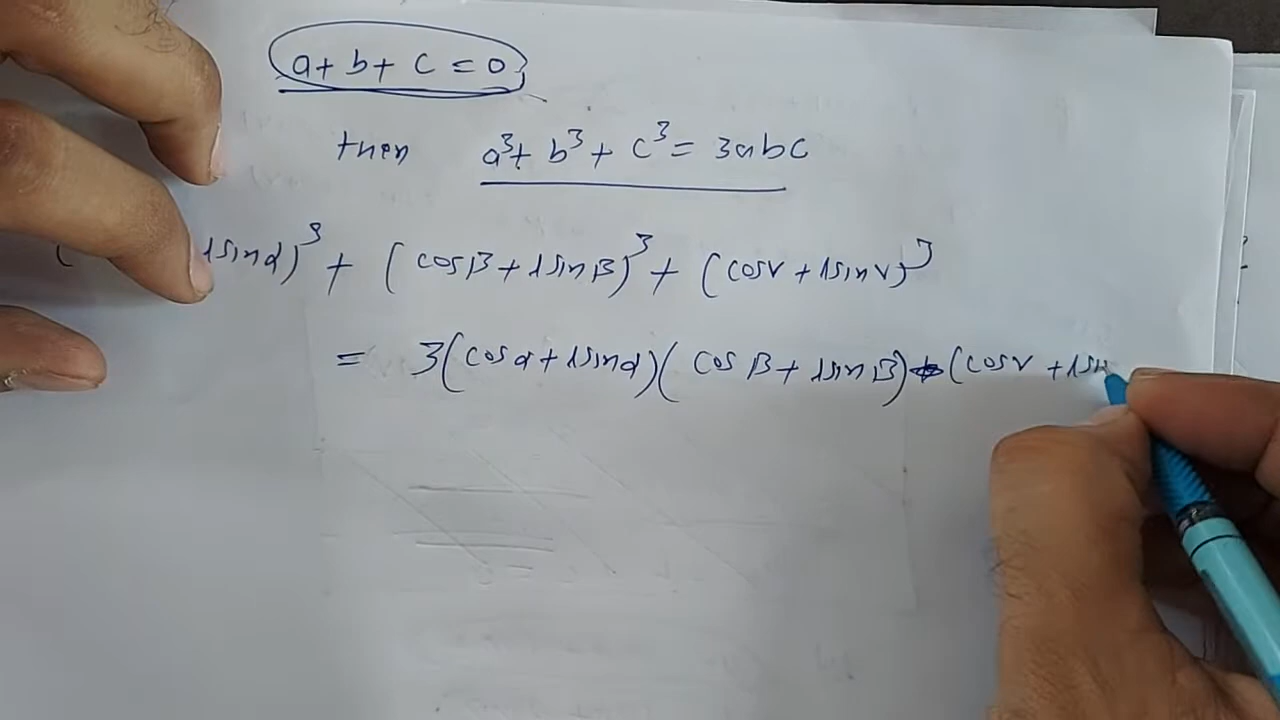 a + b + c = 0
then a³ + b³ + c³ = 3abc
( isinα)³ + (cosβ + isinβ)³ + (cosγ + isinγ)³
= 3(cosα + isinα)(cosβ + isinβ)(cosγ + isin